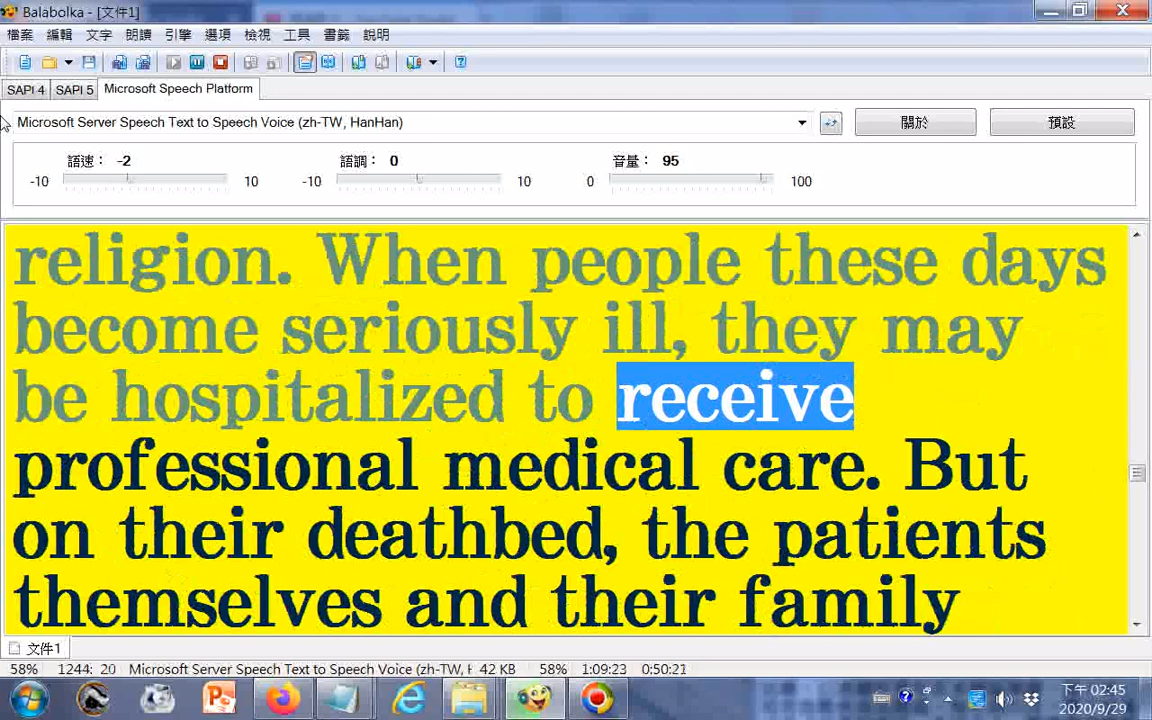 Balabolka - [文件1]
檔案 編輯 文字 朗讀 引擎 選項 檢視 工具 書籤 說明
SAPI 4 SAPI 5 Microsoft Speech Platform
Microsoft Server Speech Text to Speech Voice (zh-TW, HanHan) 關於 預設
語速： -2 語調： 0 音量： 95
-10 10 -10 10 0 100
religion. When people these days
become seriously ill, they may
be hospitalized to receive
professional medical care. But
on their deathbed, the patients
themselves and their family
文件1
58% 1244: 20 Microsoft Server Speech Text to Speech Voice (zh-TW, H 42 KB 58% 1:09:23 0:50:21
下午 02:45
2020/9/29